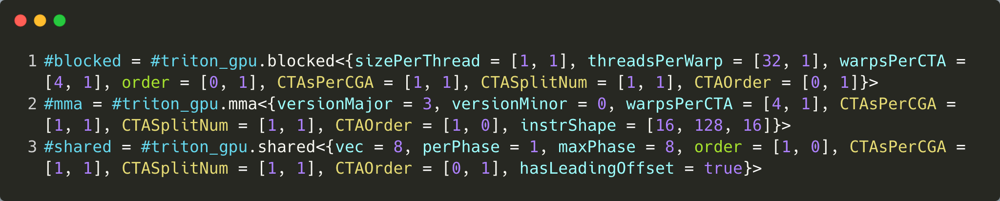 1 #blocked = #triton_gpu.blocked<{sizePerThread = [1, 1], threadsPerWarp = [32, 1], warpsPerCTA =
[4, 1], order = [0, 1], CTAsPerCGA = [1, 1], CTASplitNum = [1, 1], CTAOrder = [0, 1]}>
2 #mma = #triton_gpu.mma<{versionMajor = 3, versionMinor = 0, warpsPerCTA = [4, 1], CTAsPerCGA =
[1, 1], CTASplitNum = [1, 1], CTAOrder = [1, 0], instrShape = [16, 128, 16]}>
3 #shared = #triton_gpu.shared<{vec = 8, perPhase = 1, maxPhase = 8, order = [1, 0], CTAsPerCGA =
[1, 1], CTASplitNum = [1, 1], CTAOrder = [0, 1], hasLeadingOffset = true}>